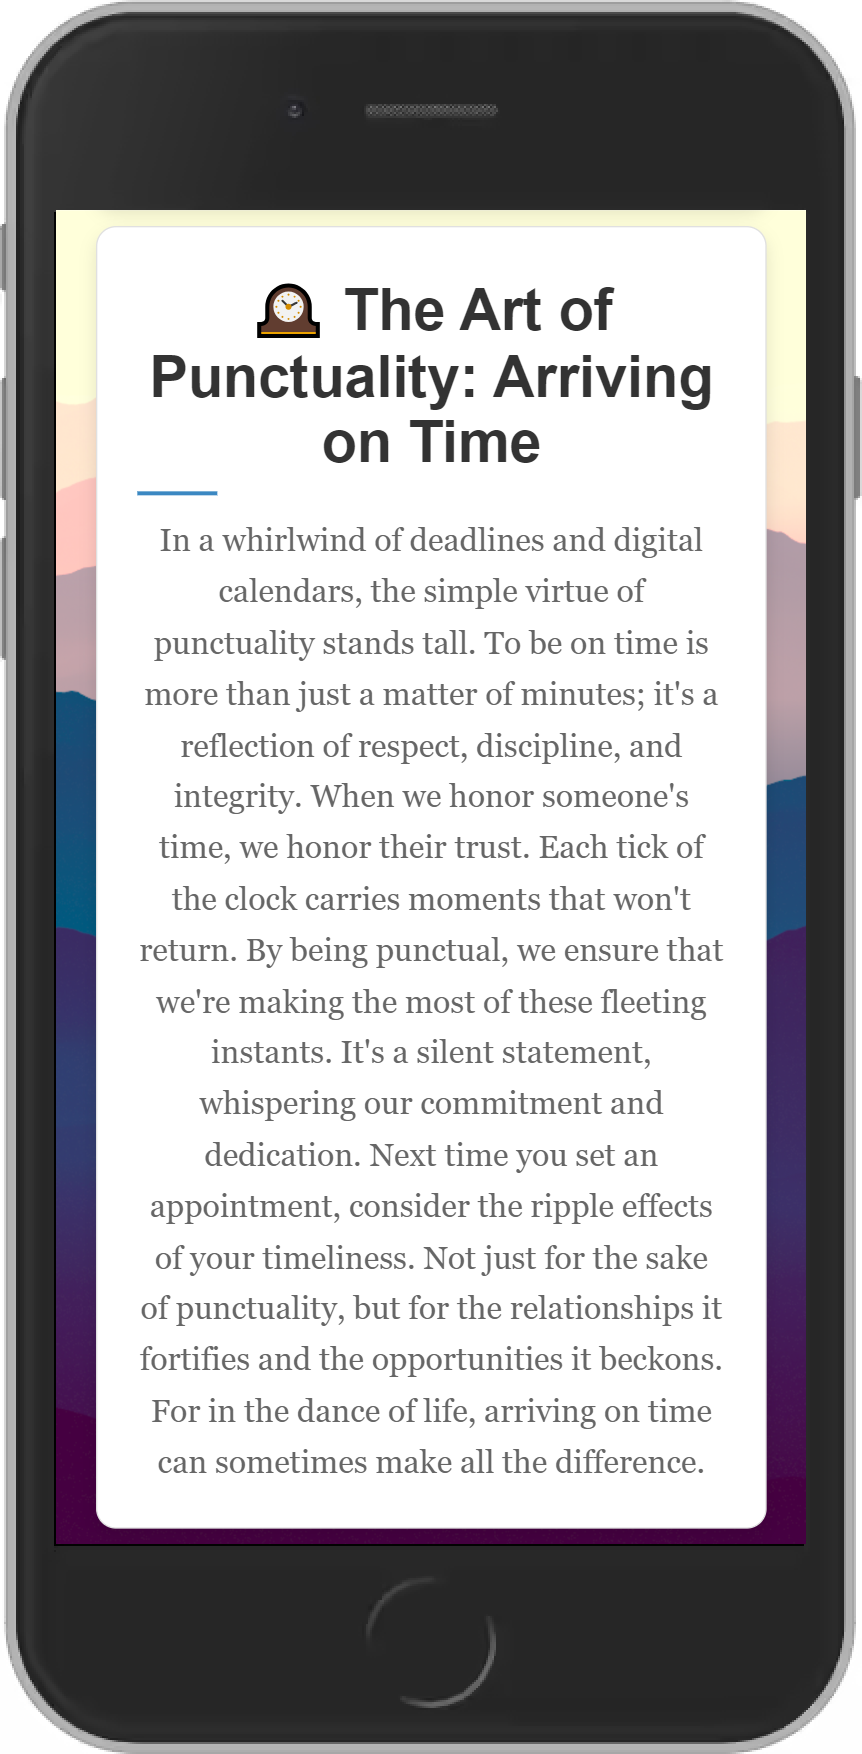 The Art of
Punctuality: Arriving
on Time
In a whirlwind of deadlines and digital
calendars, the simple virtue of
punctuality stands tall. To be on time is
more than just a matter of minutes; it's a
reflection of respect, discipline, and
integrity. When we honor someone's
time, we honor their trust. Each tick of
the clock carries moments that won't
return. By being punctual, we ensure that
we're making the most of these fleeting
instants. It's a silent statement,
whispering our commitment and
dedication. Next time you set an
appointment, consider the ripple effects
of your timeliness. Not just for the sake
of punctuality, but for the relationships it
fortifies and the opportunities it beckons.
For in the dance of life, arriving on time
can sometimes make all the difference.